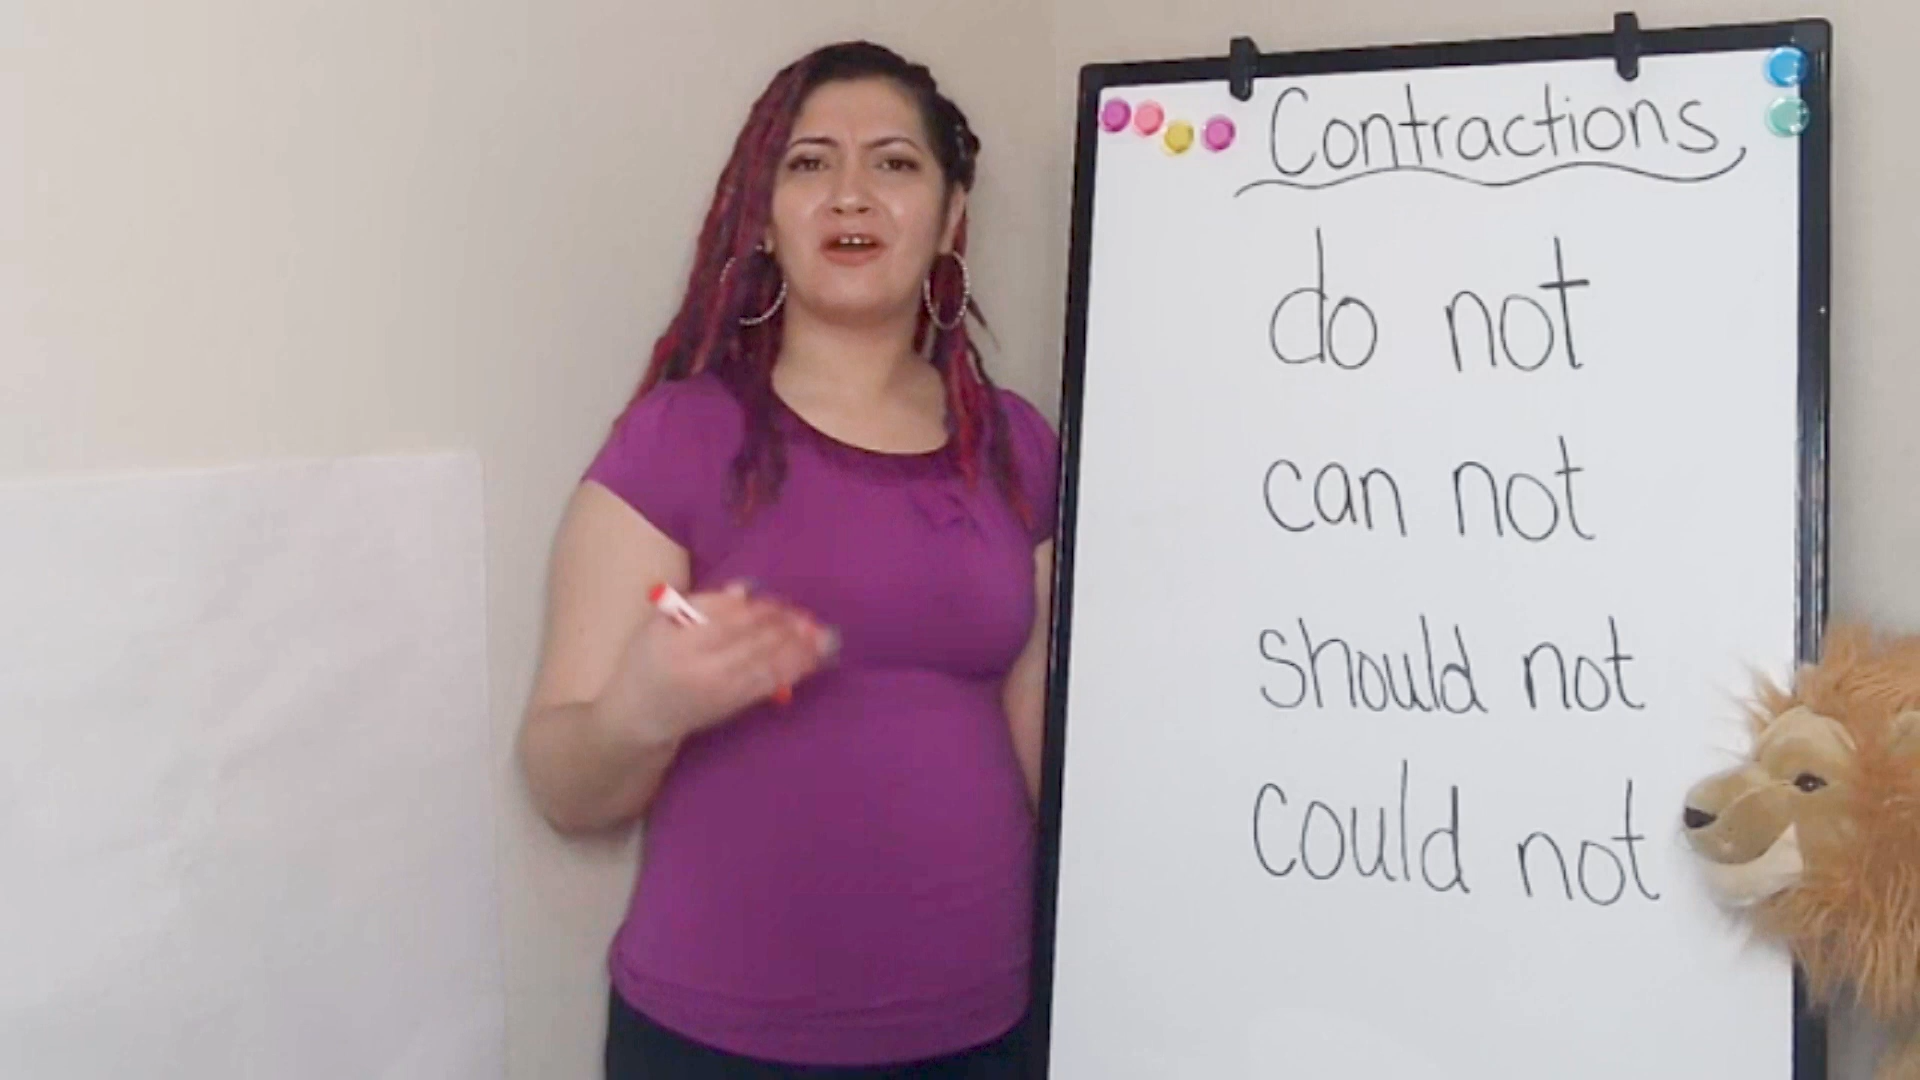 Contractions
do not
can not
should not
could not